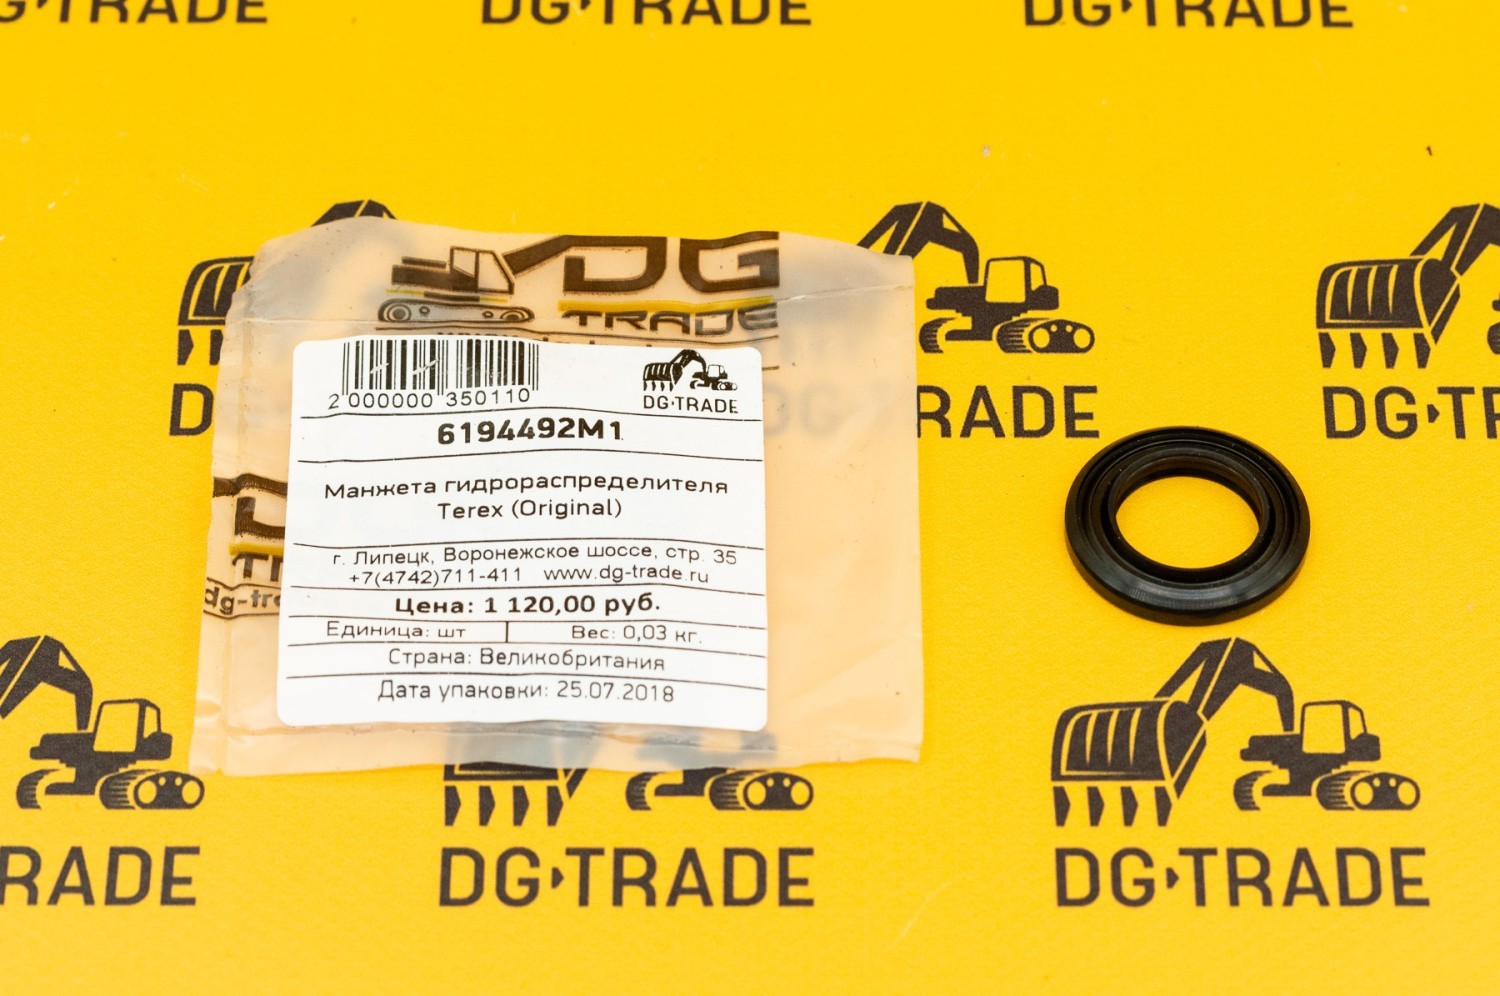 DG·TRADE
DG·TRADE
DG·TRADE
DG
TRADE
2 000000 350110
DG·TRADE
6194492M1
Манжета гидрораспределителя
Terex (Original)
г. Липецк, Воронежское шоссе, стр. 35
+7(4742)711-411 www.dg-trade.ru
Цена: 1 120,00 руб.
Единица: шт Вес: 0,03 кг.
Страна: Великобритания
Дата упаковки: 25.07.2018
RADE
DG·TR
RADE
DG·TRADE
DG·TRADE